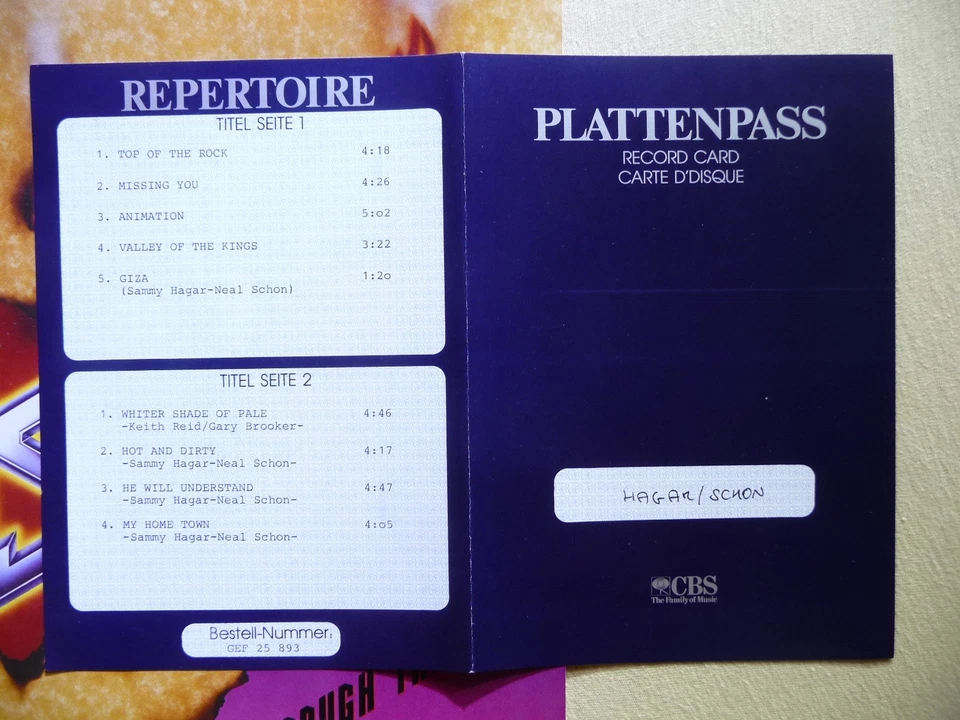 REPERTOIRE
TITEL SEITE 1
1. TOP OF THE ROCK 4:18
2. MISSING YOU 4:26
3. ANIMATION 5:o2
4. VALLEY OF THE KINGS 3:22
5. GIZA 1:2o
(Sammy Hagar-Neal Schon)
TITEL SEITE 2
1. WHITER SHADE OF PALE 4:46
-Keith Reid/Gary Brooker-
2. HOT AND DIRTY 4:17
-Sammy Hagar-Neal Schon-
3. HE WILL UNDERSTAND 4:47
-Sammy Hagar-Neal Schon-
4. MY HOME TOWN 4:o5
-Sammy Hagar-Neal Schon-
Bestell-Nummer:
GEF 25 893
PLATTENPASS
RECORD CARD
CARTE D'DISQUE
HAGAR/SCHON
CBS
The Family of Music